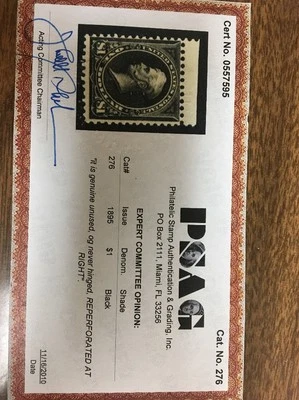 Cert No. 0557595
Cat. No. 276
PSAG
Philatelic Stamp Authentication & Grading, Inc.
PO Box 2111, Miami, FL 33256
EXPERT COMMITTEE OPINION:
Cat# Issue Denom. Shade
276 1895 $1 Black
"it is genuine unused, og never hinged, REPERFORATED AT
RIGHT".
Acting Committee Chairman
11/16/2010
Date